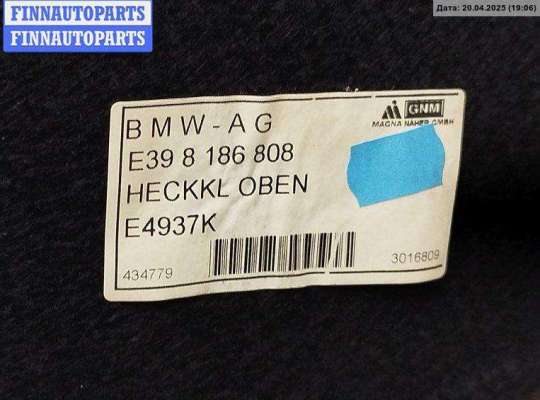 FINNAUTOPARTS
FINNAUTOPARTS
Дата: 20.04.2025 (19:06)
GNM
MAGNA NÄHER GMBH
BMW-AG
E39 8 186 808
HECKKL OBEN
E4937K
434779
3016809